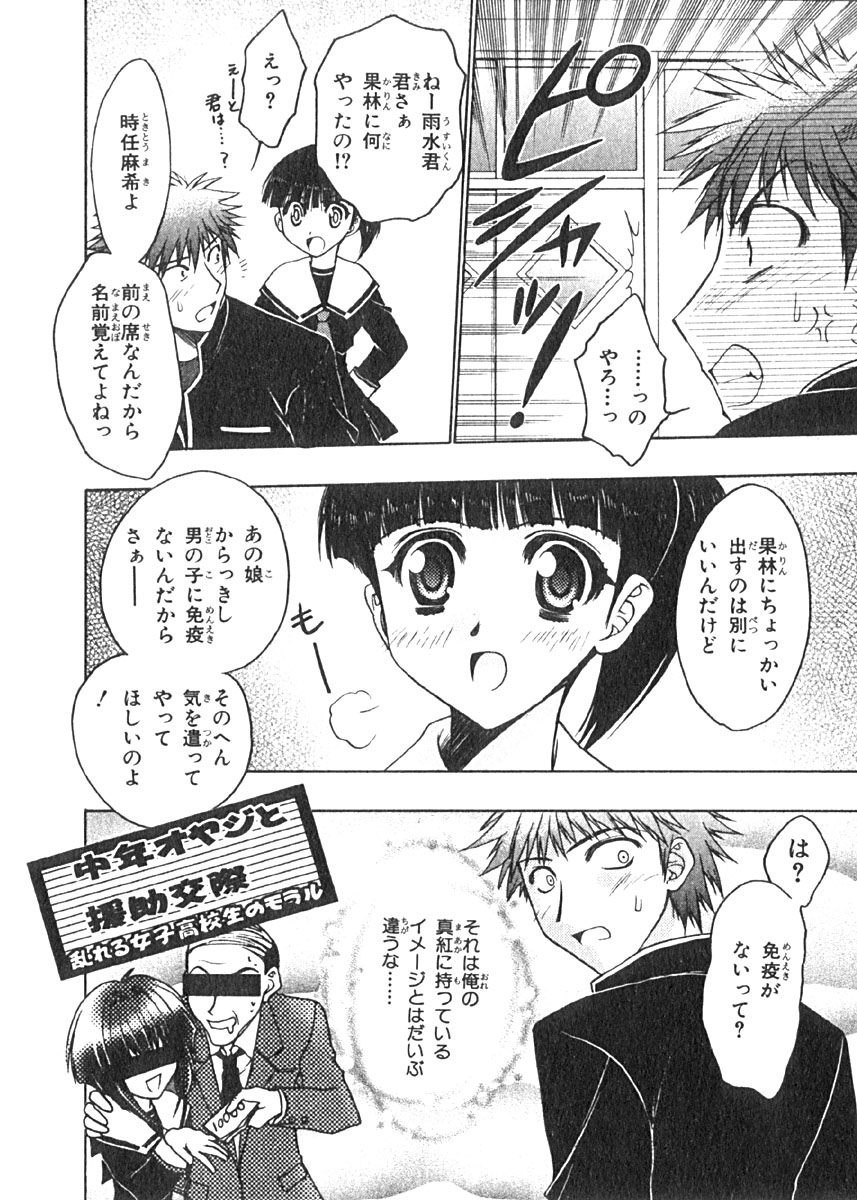 ピシャッ!
……っの
やろ…っ
ねー雨水君
君さぁ
果林に何
やったの!?
えっ?
えーと
君は……?
時任麻希よ
前の席なんだから
名前覚えてよねっ
果林にちょっかい
出すのは別に
いいんだけど
もーー
あの娘
からっきし
男の子に免疫
ないんだから
さぁ――
そのへん
気を遣って
やって
ほしいのよ
!
は?
免疫が
ないって?
それは俺の
真紅に持つている
イメージとはだいぶ
違うな……
中年オヤジと
援助交際
乱れる女子高校生のモラル
10000